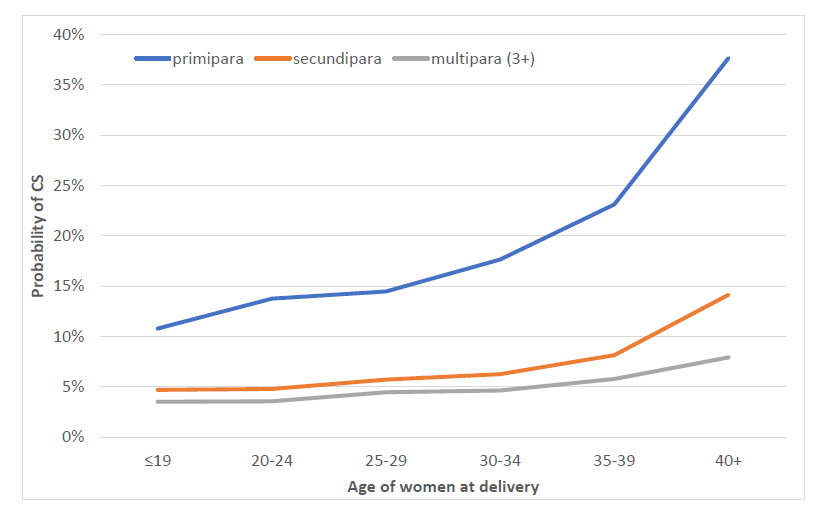 40%
primipara secundipara multipara (3+)
35%
30%
25%
20%
15%
10%
5%
0%
Probability of CS
≤19 20-24 25-29 30-34 35-39 40+
Age of women at delivery